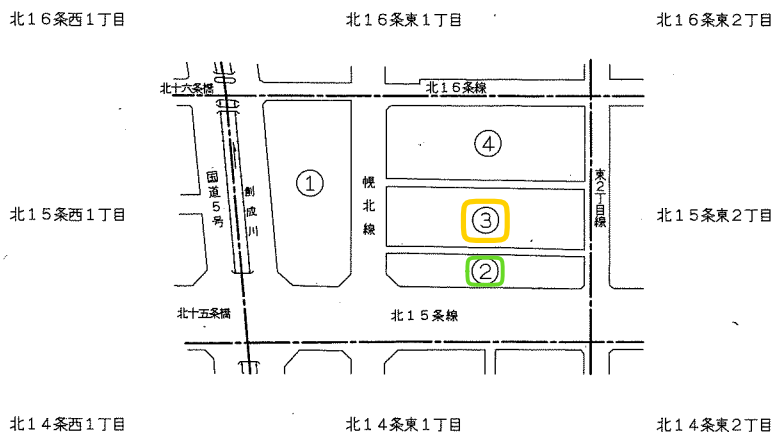 北16条西1丁目
北16条東1丁目
北16条東2丁目
北十六条橋
北16条線
④
①
国道5号
創成川
幌北線
東2丁目線
③
②
北15条西1丁目
北15条東2丁目
北十五条橋
北15条線
北14条西1丁目
北14条東1丁目
北14条東2丁目